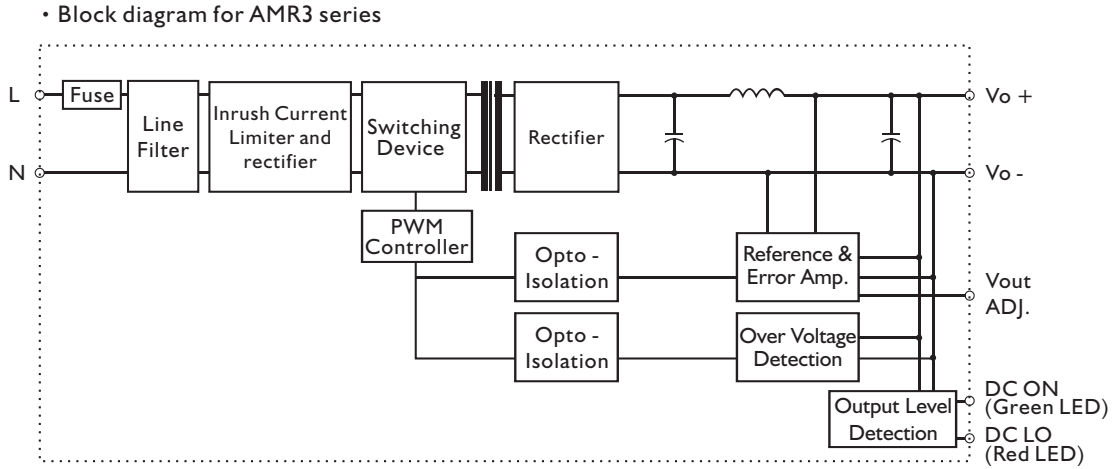 • Block diagram for AMR3 series
L
Fuse
Line
Filter
Inrush Current
Limiter and
rectifier
Switching
Device
Rectifier
Vo +
N
Vo -
PWM
Controller
Opto -
Isolation
Reference &
Error Amp.
Vout
ADJ.
Opto -
Isolation
Over Voltage
Detection
Output Level
Detection
DC ON
(Green LED)
DC LO
(Red LED)